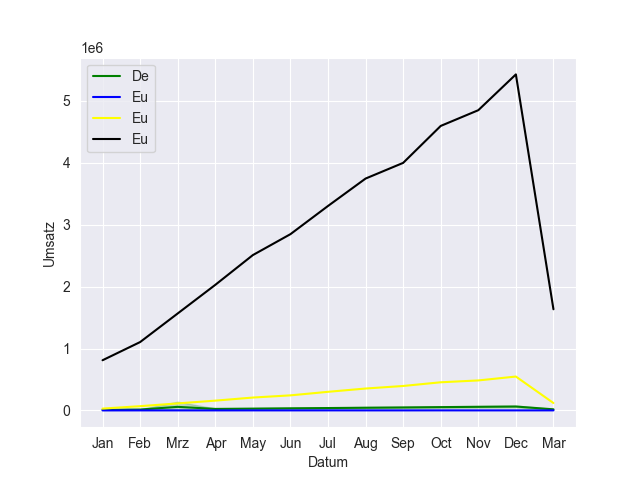 1e6
De
Eu
Eu
Eu
5
4
3
2
1
0
Umsatz
Jan Feb Mrz Apr May Jun Jul Aug Sep Oct Nov Dec Mar
Datum